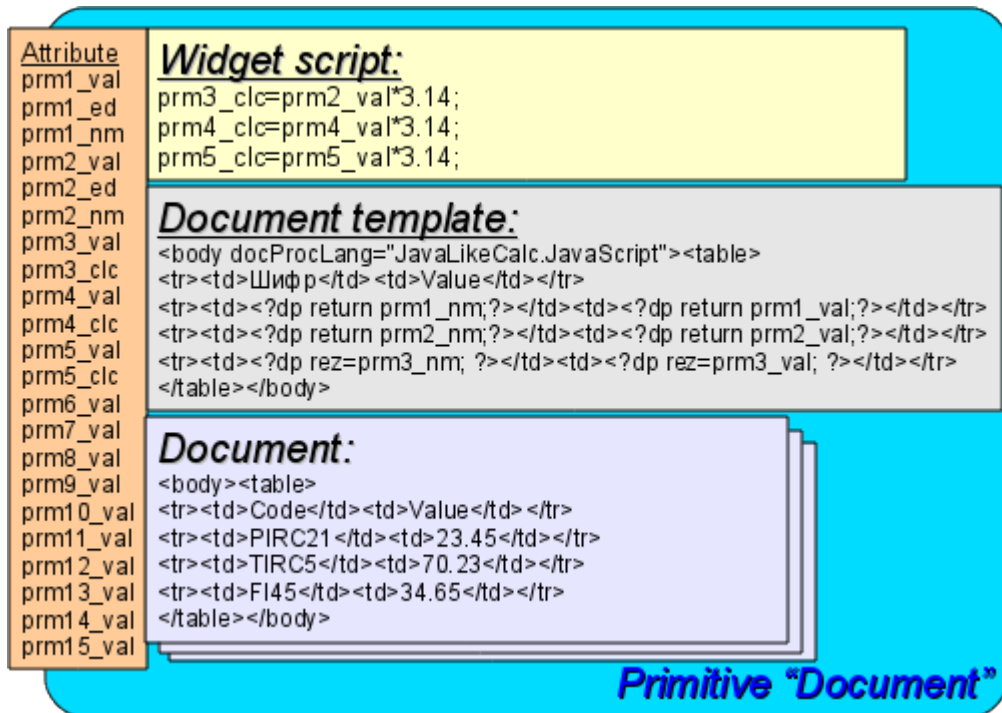 Attribute
prm1_val
prm1_ed
prm1_nm
prm2_val
prm2_ed
prm2_nm
prm3_val
prm3_clc
prm4_val
prm4_clc
prm5_val
prm5_clc
prm6_val
prm7_val
prm8_val
prm9_val
prm10_val
prm11_val
prm12_val
prm13_val
prm14_val
prm15_val
Widget script:
prm3_clc=prm2_val*3.14;
prm4_clc=prm4_val*3.14;
prm5_clc=prm5_val*3.14;
Document template:
<body docProcLang="JavaLikeCalc.JavaScript"><table>
<tr><td>Шифр</td><td>Value</td></tr>
<tr><td><?dp return prm1_nm;?></td><td><?dp return prm1_val;?></td></tr>
<tr><td><?dp return prm2_nm;?></td><td><?dp return prm2_val;?></td></tr>
<tr><td><?dp rez=prm3_nm; ?></td><td><?dp rez=prm3_val; ?></td></tr>
</table></body>
Document:
<body><table>
<tr><td>Code</td><td>Value</td></tr>
<tr><td>PIRC21</td><td>23.45</td></tr>
<tr><td>TIRC5</td><td>70.23</td></tr>
<tr><td>FI45</td><td>34.65</td></tr>
</table></body>
Primitive “Document”